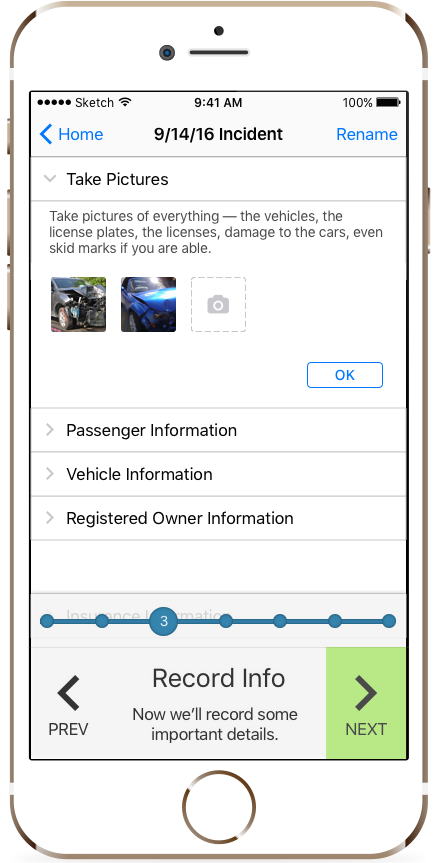 Sketch 9:41 AM 100%
Home 9/14/16 Incident Rename
Take Pictures
Take pictures of everything — the vehicles, the
license plates, the licenses, damage to the cars, even
skid marks if you are able.
OK
Passenger Information
Vehicle Information
Registered Owner Information
Insurance Information
3
Record Info
Now we’ll record some
important details.
PREV
NEXT